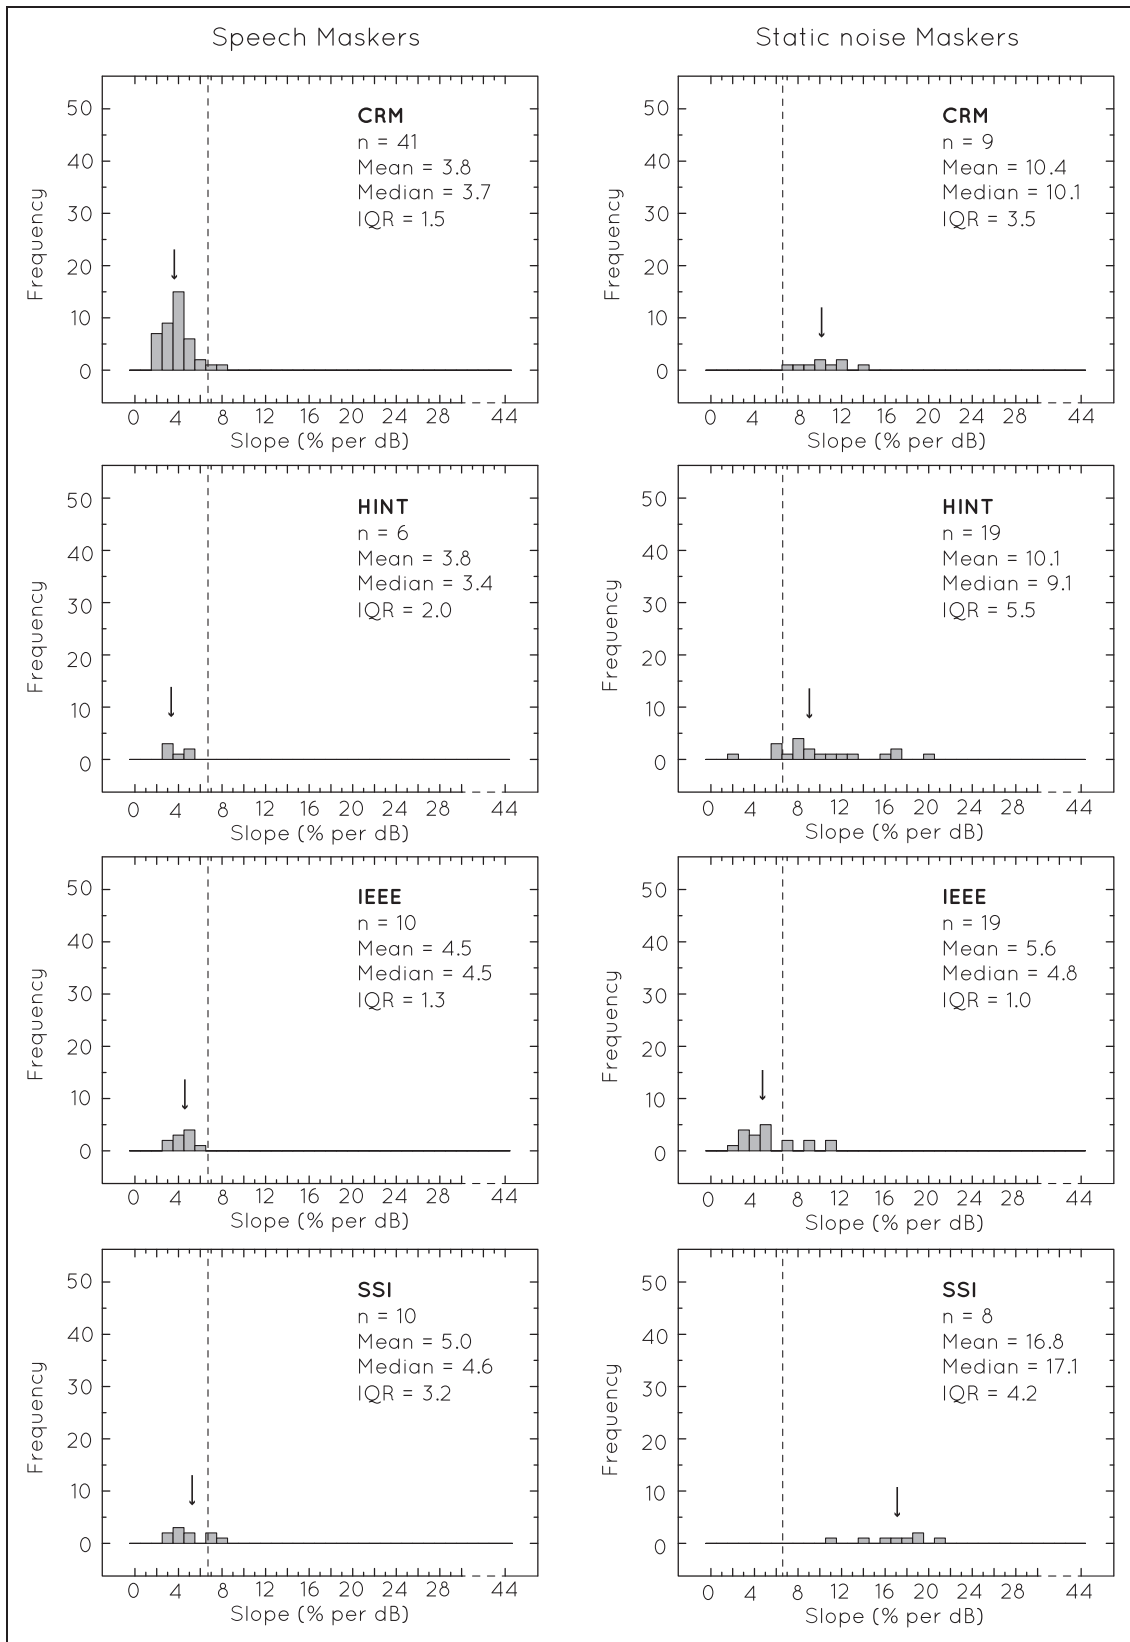 Speech Maskers
Static noise Maskers
50
40
30
20
10
0
Frequency
CRM
n = 41
Mean = 3.8
Median = 3.7
IQR = 1.5
0 4 8 12 16 20 24 28 44
Slope (% per dB)
50
40
30
20
10
0
Frequency
CRM
n = 9
Mean = 10.4
Median = 10.1
IQR = 3.5
0 4 8 12 16 20 24 28 44
Slope (% per dB)
50
40
30
20
10
0
Frequency
HINT
n = 6
Mean = 3.8
Median = 3.4
IQR = 2.0
0 4 8 12 16 20 24 28 44
Slope (% per dB)
50
40
30
20
10
0
Frequency
HINT
n = 19
Mean = 10.1
Median = 9.1
IQR = 5.5
0 4 8 12 16 20 24 28 44
Slope (% per dB)
50
40
30
20
10
0
Frequency
IEEE
n = 10
Mean = 4.5
Median = 4.5
IQR = 1.3
0 4 8 12 16 20 24 28 44
Slope (% per dB)
50
40
30
20
10
0
Frequency
IEEE
n = 19
Mean = 5.6
Median = 4.8
IQR = 1.0
0 4 8 12 16 20 24 28 44
Slope (% per dB)
50
40
30
20
10
0
Frequency
SSI
n = 10
Mean = 5.0
Median = 4.6
IQR = 3.2
0 4 8 12 16 20 24 28 44
Slope (% per dB)
50
40
30
20
10
0
Frequency
SSI
n = 8
Mean = 16.8
Median = 17.1
IQR = 4.2
0 4 8 12 16 20 24 28 44
Slope (% per dB)